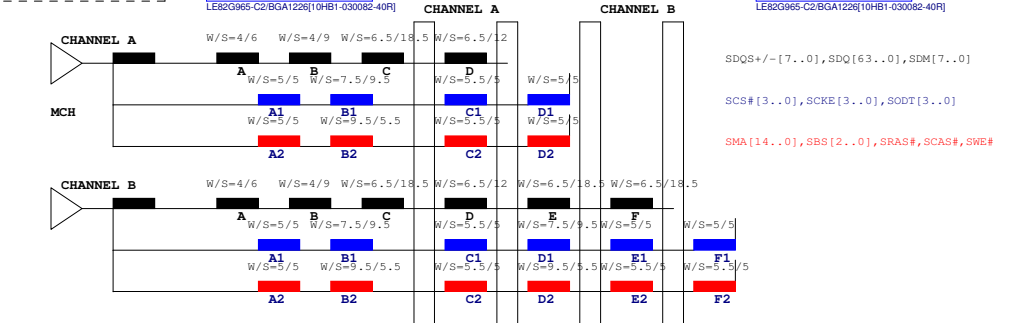 LE82G965-C2/BGA1226[10HB1-030082-40R] LE82G965-C2/BGA1226[10HB1-030082-40R]
CHANNEL A CHANNEL B
CHANNEL A W/S=4/6 W/S=4/9 W/S=6.5/18.5 W/S=6.5/12
SDQS+/-[7..0],SDQ[63..0],SDM[7..0]
A B C D
W/S=5/5 W/S=7.5/9.5 W/S=5.5/5 W/S=5/5
SCS#[3..0],SCKE[3..0],SODT[3..0]
MCH A1 B1 C1 D1
W/S=5/5 W/S=9.5/5.5 W/S=5.5/5 W/S=5/5
SMA[14..0],SBS[2..0],SRAS#,SCAS#,SWE#
A2 B2 C2 D2
CHANNEL B W/S=4/6 W/S=4/9 W/S=6.5/18.5 W/S=6.5/12 W/S=6.5/18.5 W/S=6.5/18.5
A B C D E F
W/S=5/5 W/S=7.5/9.5 W/S=5.5/5 W/S=7.5/9.5 W/S=5/5 W/S=5/5
A1 B1 C1 D1 E1 F1
W/S=5/5 W/S=9.5/5.5 W/S=5.5/5 W/S=9.5/5.5 W/S=5.5/5 W/S=5.5/5
A2 B2 C2 D2 E2 F2